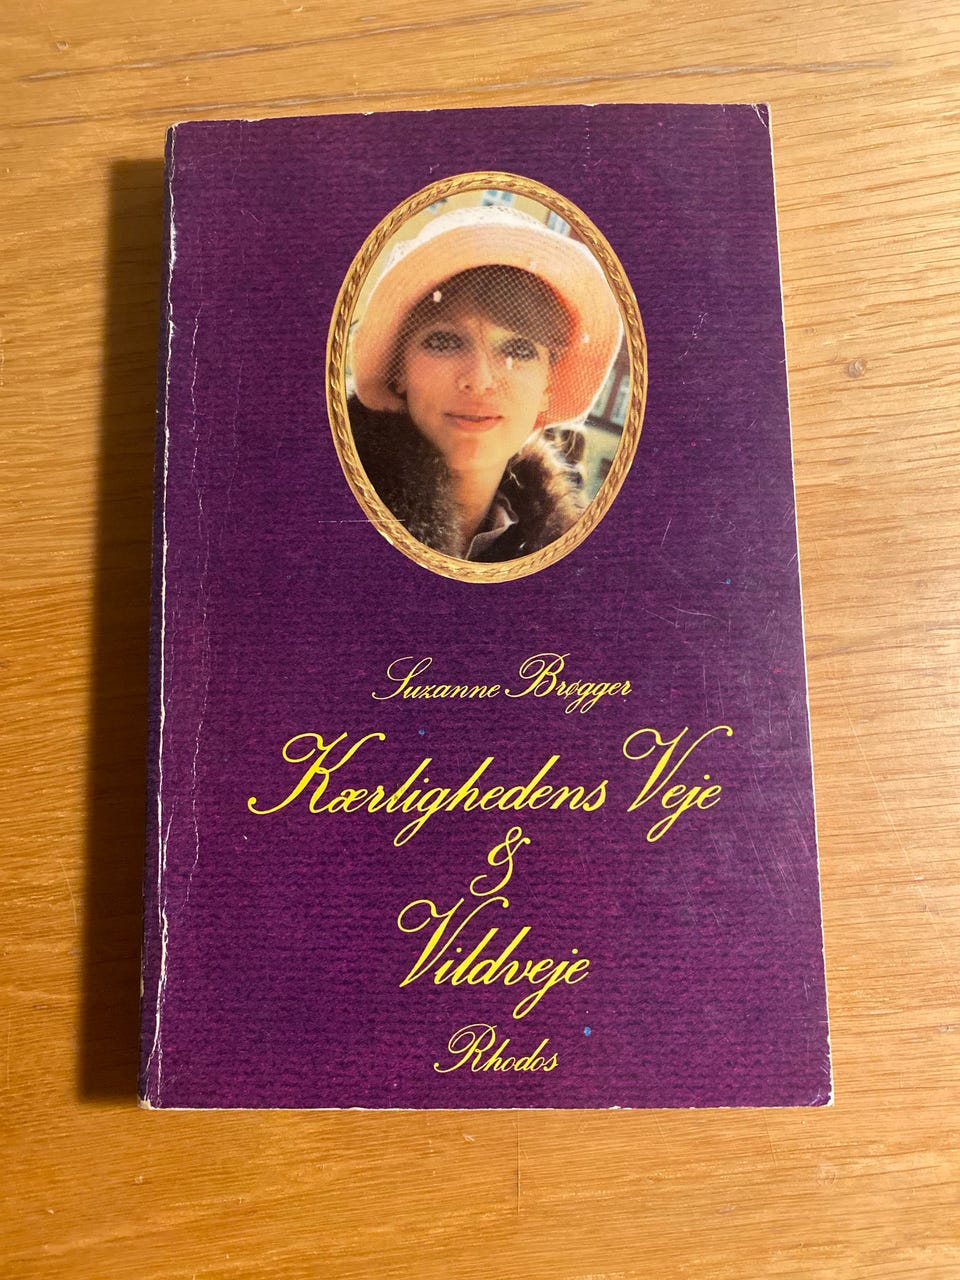 Suzanne Brøgger
Kærlighedens Veje
&
Vildveje
Rhodos